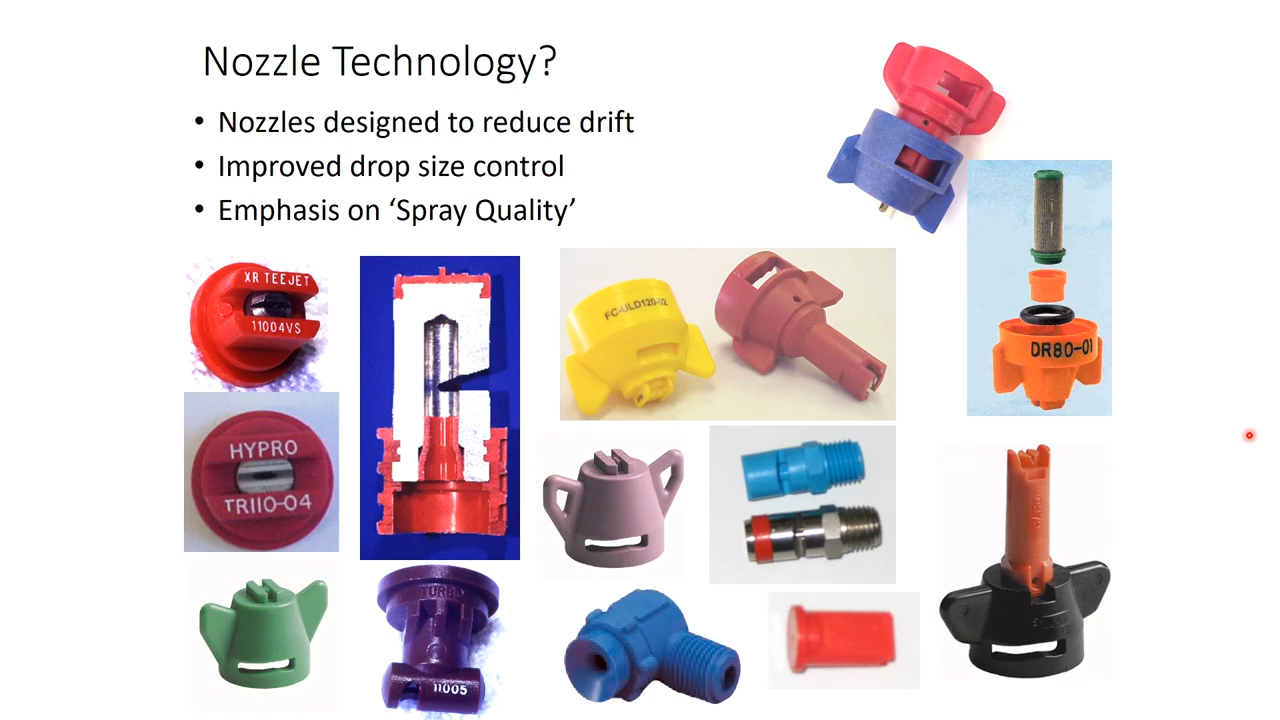 Nozzle Technology?
• Nozzles designed to reduce drift
• Improved drop size control
• Emphasis on ‘Spray Quality’
XR TEEJET
11004VS
FC-ULD120-02
DR80-01
HYPRO
TR110-04
TURBO
11005